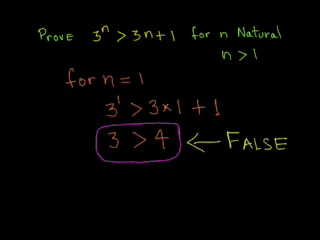 Prove 3ⁿ > 3n+1 for n Natural
n > 1
for n = 1
3¹ > 3×1 + 1
3 > 4 ← FALSE